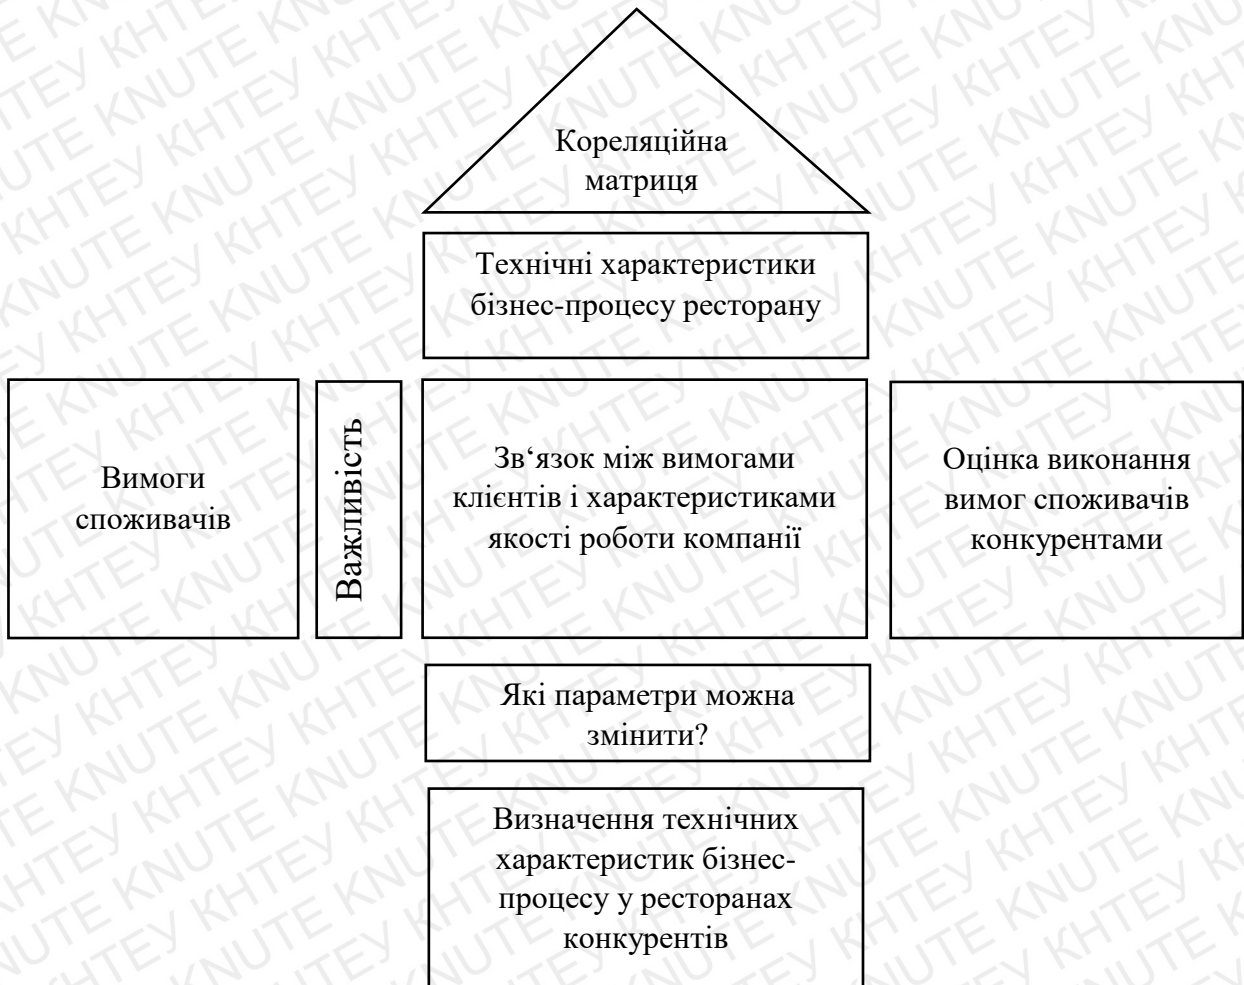 Кореляційна
матриця
Технічні характеристики
бізнес-процесу ресторану
Вимоги
споживачів
Важливість
Зв‘язок між вимогами
клієнтів і характеристиками
якості роботи компанії
Оцінка виконання
вимог споживачів
конкурентами
Які параметри можна
змінити?
Визначення технічних
характеристик бізнес-
процесу у ресторанах
конкурентів